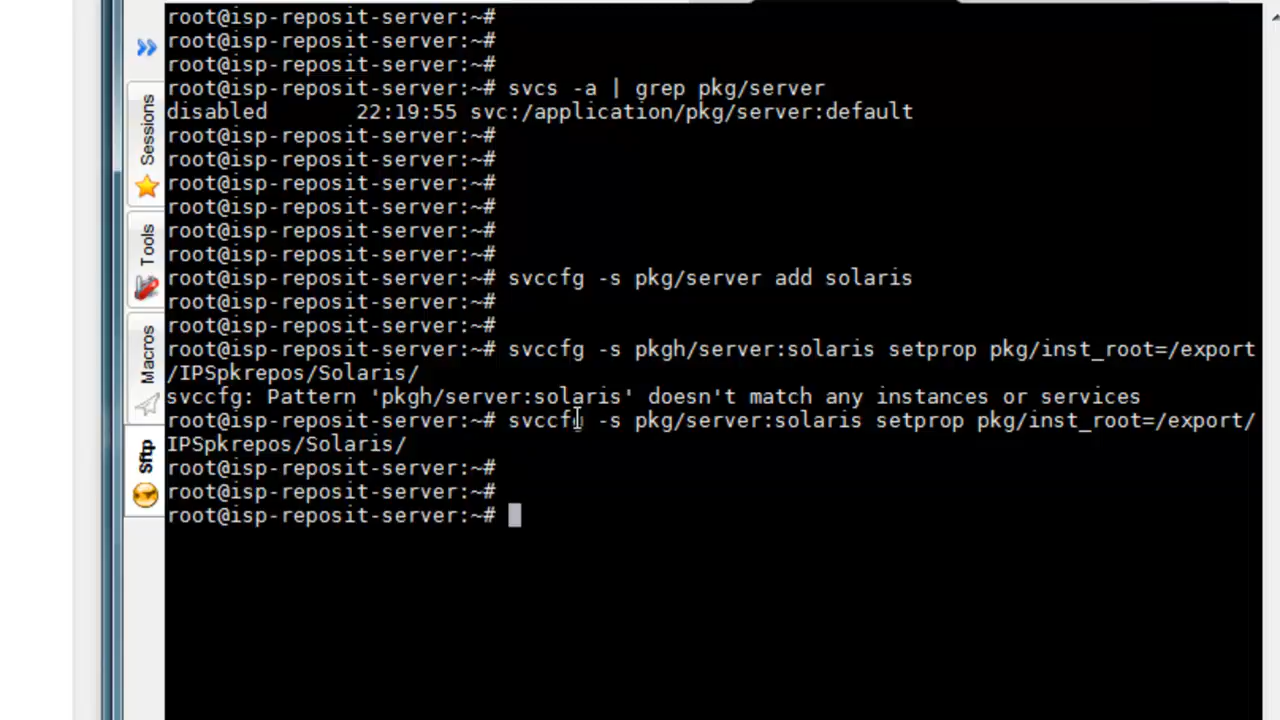 root@isp-reposit-server:~#
root@isp-reposit-server:~#
root@isp-reposit-server:~#
root@isp-reposit-server:~# svcs -a | grep pkg/server
disabled       22:19:55 svc:/application/pkg/server:default
root@isp-reposit-server:~#
root@isp-reposit-server:~#
root@isp-reposit-server:~#
root@isp-reposit-server:~#
root@isp-reposit-server:~#
root@isp-reposit-server:~#
root@isp-reposit-server:~# svccfg -s pkg/server add solaris
root@isp-reposit-server:~#
root@isp-reposit-server:~#
root@isp-reposit-server:~# svccfg -s pkgh/server:solaris setprop pkg/inst_root=/export
/IPSpkrepos/Solaris/
svccfg: Pattern 'pkgh/server:solaris' doesn't match any instances or services
root@isp-reposit-server:~# svccfg -s pkg/server:solaris setprop pkg/inst_root=/export/
IPSpkrepos/Solaris/
root@isp-reposit-server:~#
root@isp-reposit-server:~#
root@isp-reposit-server:~#
Sessions
Tools
Macros
Sftp